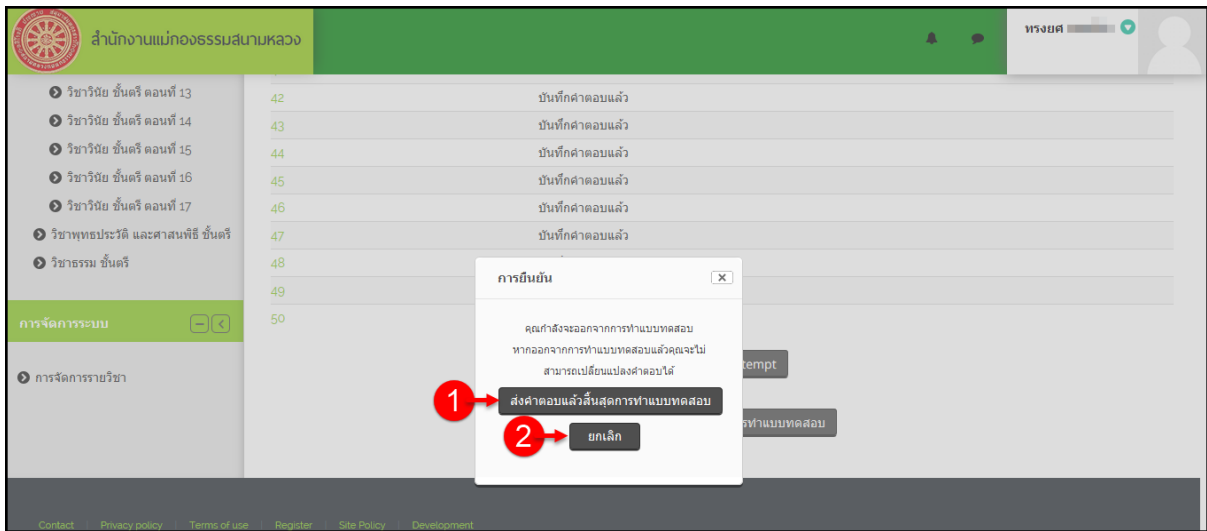 สำนักงานแม่กองธรรมสนามหลวง
ทรงยศ
วิชาวินัย ชั้นตรี ตอนที่ 13
วิชาวินัย ชั้นตรี ตอนที่ 14
วิชาวินัย ชั้นตรี ตอนที่ 15
วิชาวินัย ชั้นตรี ตอนที่ 16
วิชาวินัย ชั้นตรี ตอนที่ 17
วิชาพุทธประวัติ และศาสนพิธี ชั้นตรี
วิชาธรรม ชั้นตรี
การจัดการระบบ
การจัดการรายวิชา
42 บันทึกคำตอบแล้ว
43 บันทึกคำตอบแล้ว
44 บันทึกคำตอบแล้ว
45 บันทึกคำตอบแล้ว
46 บันทึกคำตอบแล้ว
47 บันทึกคำตอบแล้ว
48
49
50
การยืนยัน
คุณกำลังจะออกจากการทำแบบทดสอบ
หากออกจากการทำแบบทดสอบแล้วคุณจะไม่
สามารถเปลี่ยนแปลงคำตอบได้
1 ส่งคำตอบแล้วสิ้นสุดการทำแบบทดสอบ
2 ยกเลิก
tempt
รทำแบบทดสอบ
Contact Privacy policy Terms of use Register Site Policy Development